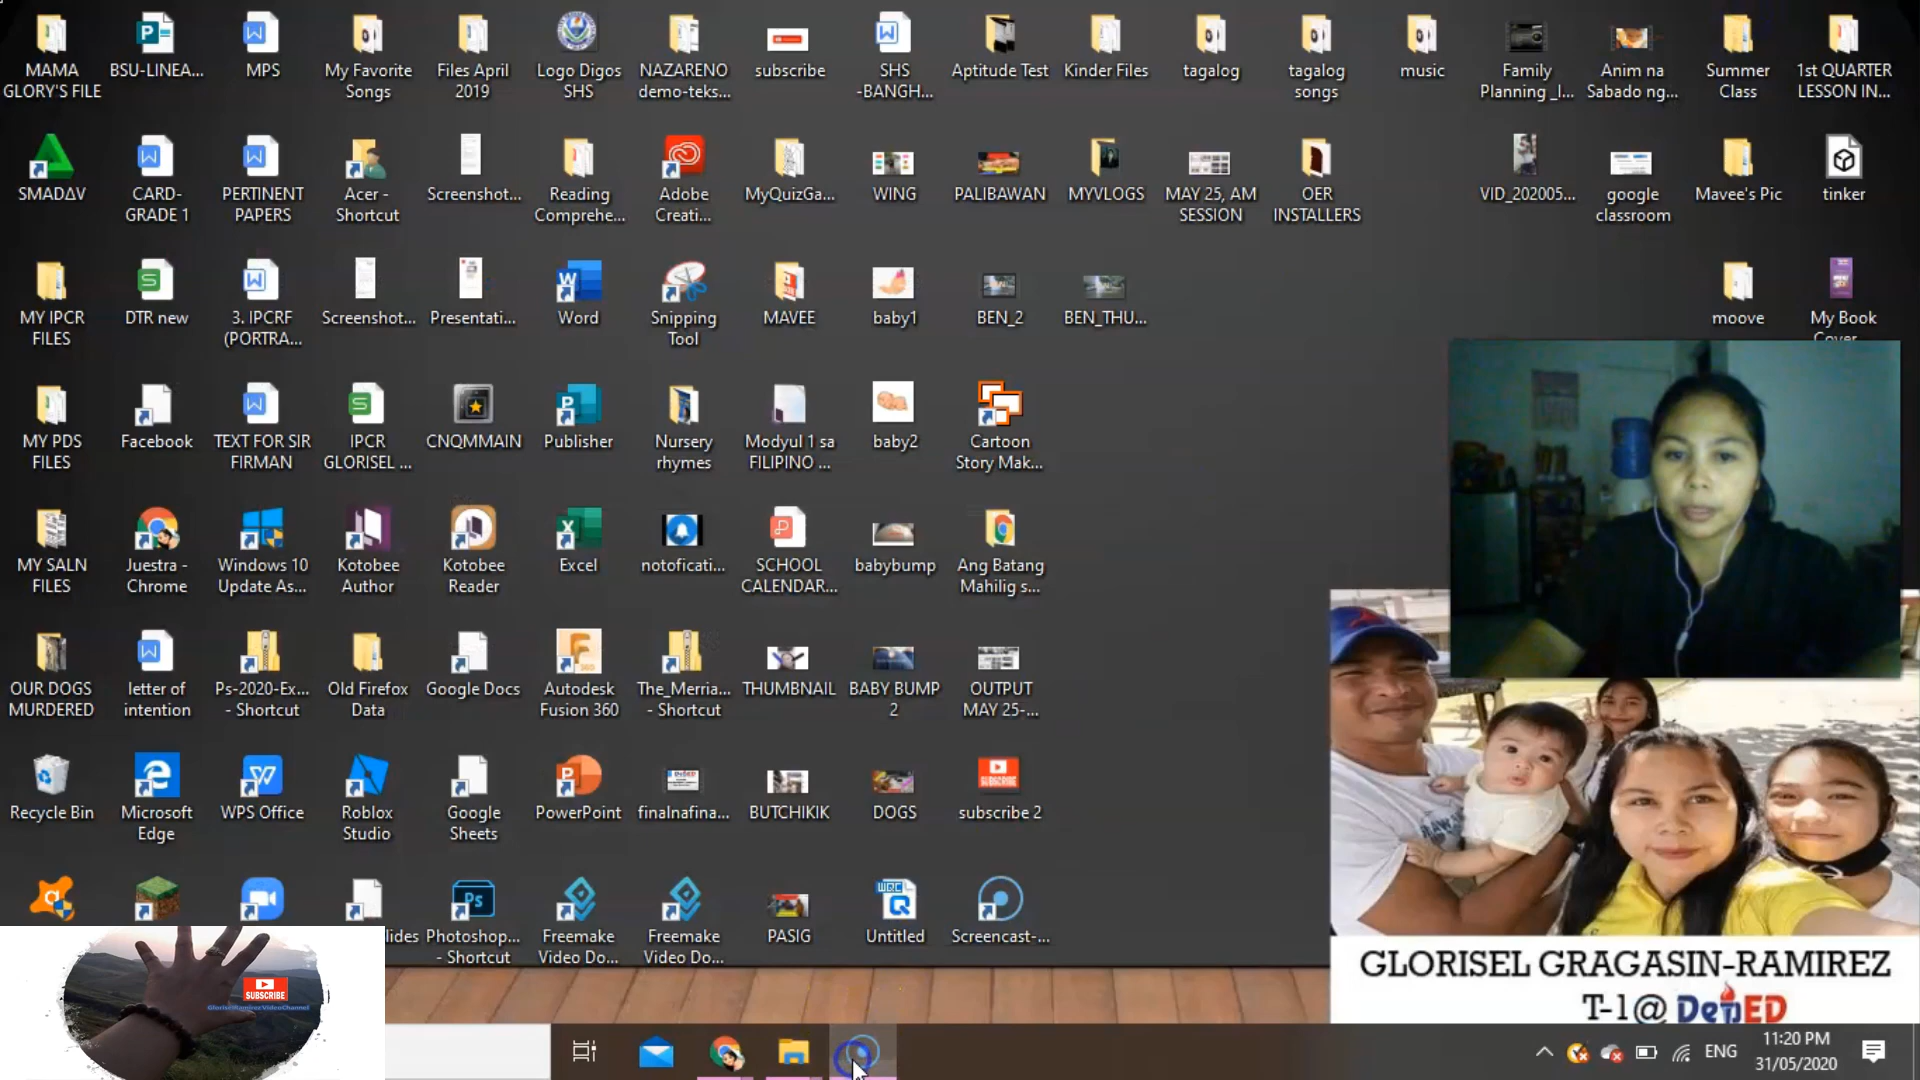 MAMA
GLORY'S FILE
BSU-LINEA...
MPS
My Favorite
Songs
Files April
2019
Logo Digos
SHS
NAZARENO
demo-teks...
subscribe
SHS
-BANGH...
Aptitude Test
Kinder Files
tagalog
tagalog
songs
music
Family
Planning _I...
Anim na
Sabado ng...
Summer
Class
1st QUARTER
LESSON IN...
SMADΔV
CARD-
GRADE 1
PERTINENT
PAPERS
Acer -
Shortcut
Screenshot...
Reading
Comprehe...
Adobe
Creati...
MyQuizGa...
WING
PALIBAWAN
MYVLOGS
MAY 25, AM
SESSION
OER
INSTALLERS
VID_202005...
google
classroom
Mavee's Pic
tinker
MY IPCR
FILES
DTR new
3. IPCRF
(PORTRA...
Screenshot...
Presentati...
Word
Snipping
Tool
MAVEE
baby1
BEN_2
BEN_THU...
moove
My Book
Cover
MY PDS
FILES
Facebook
TEXT FOR SIR
FIRMAN
IPCR
GLORISEL ...
CNQMMAIN
Publisher
Nursery
rhymes
Modyul 1 sa
FILIPINO ...
baby2
Cartoon
Story Mak...
MY SALN
FILES
Juestra -
Chrome
Windows 10
Update As...
Kotobee
Author
Kotobee
Reader
Excel
notoficati...
SCHOOL
CALENDAR...
babybump
Ang Batang
Mahilig s...
OUR DOGS
MURDERED
letter of
intention
Ps-2020-Ex...
- Shortcut
Old Firefox
Data
Google Docs
Autodesk
Fusion 360
The_Merria...
- Shortcut
THUMBNAIL
BABY BUMP
2
OUTPUT
MAY 25-...
Recycle Bin
Microsoft
Edge
WPS Office
Roblox
Studio
Google
Sheets
PowerPoint
finalnafina...
BUTCHIKIK
DOGS
SUBSCRIBE
subscribe 2
lides
Photoshop...
- Shortcut
Freemake
Video Do...
Freemake
Video Do...
PASIG
Untitled
Screencast-...
SUBSCRIBE
GloriselRamirezVideoChannel
GLORISEL GRAGASIN-RAMIREZ
T-1@ DepED
ENG
11:20 PM
31/05/2020